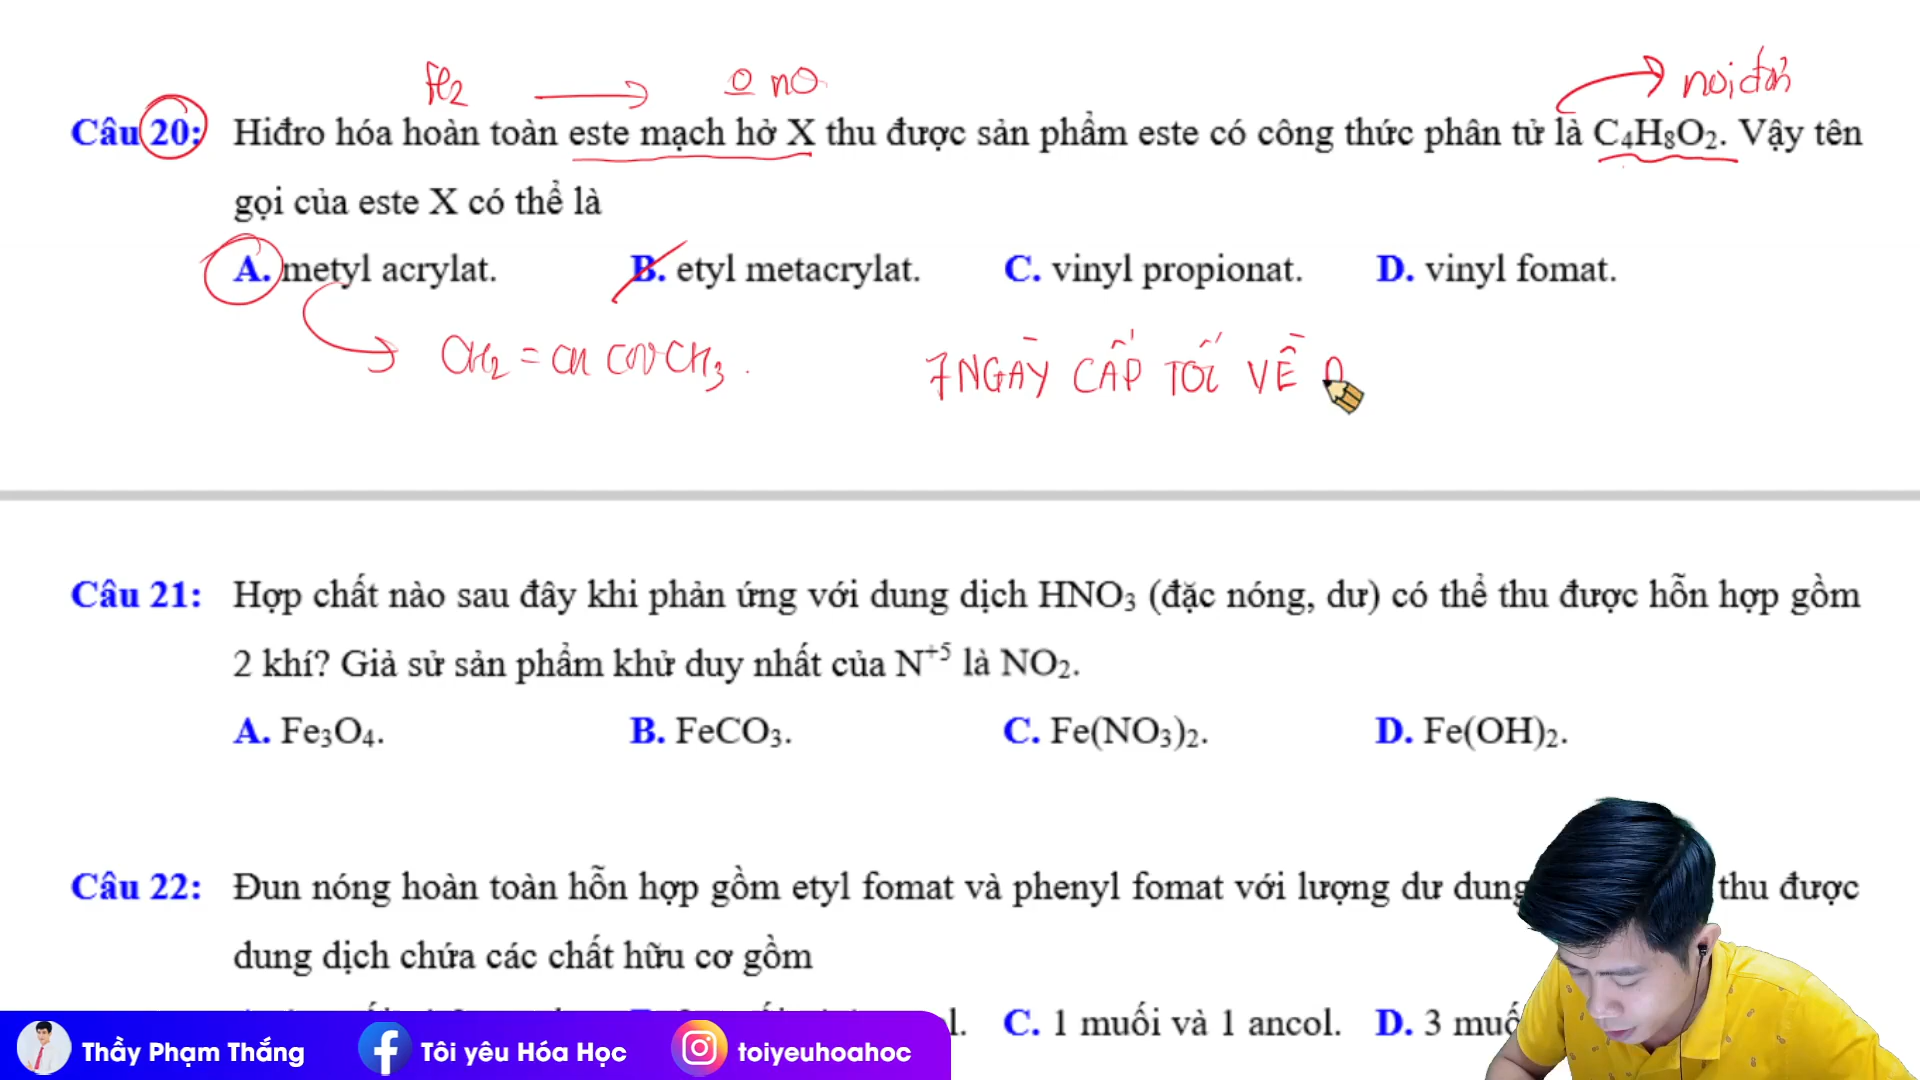 → no nơi đơn
Câu 20: Hiđro hóa hoàn toàn este mạch hở X thu được sản phẩm este có công thức phân tử là C₄H₈O₂. Vậy tên
gọi của este X có thể là
A. metyl acrylat. B. etyl metacrylat. C. vinyl propionat. D. vinyl fomat.
CH₂ = CH COO CH₃. 7 NGÀY CẤP TỐC VỀ
Câu 21: Hợp chất nào sau đây khi phản ứng với dung dịch HNO₃ (đặc nóng, dư) có thể thu được hỗn hợp gồm
2 khí? Giả sử sản phẩm khử duy nhất của N⁺⁵ là NO₂.
A. Fe₃O₄. B. FeCO₃. C. Fe(NO₃)₂. D. Fe(OH)₂.
Câu 22: Đun nóng hoàn toàn hỗn hợp gồm etyl fomat và phenyl fomat với lượng dư dung thu được
dung dịch chứa các chất hữu cơ gồm
l. C. 1 muối và 1 ancol. D. 3 muố
Thầy Phạm Thắng Tôi yêu Hóa Học toiyeuhoahoc